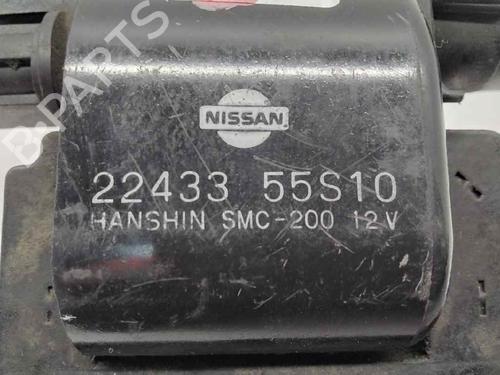 B-PARTS
NISSAN
22433 55S10
HANSHIN SMC-200 12V